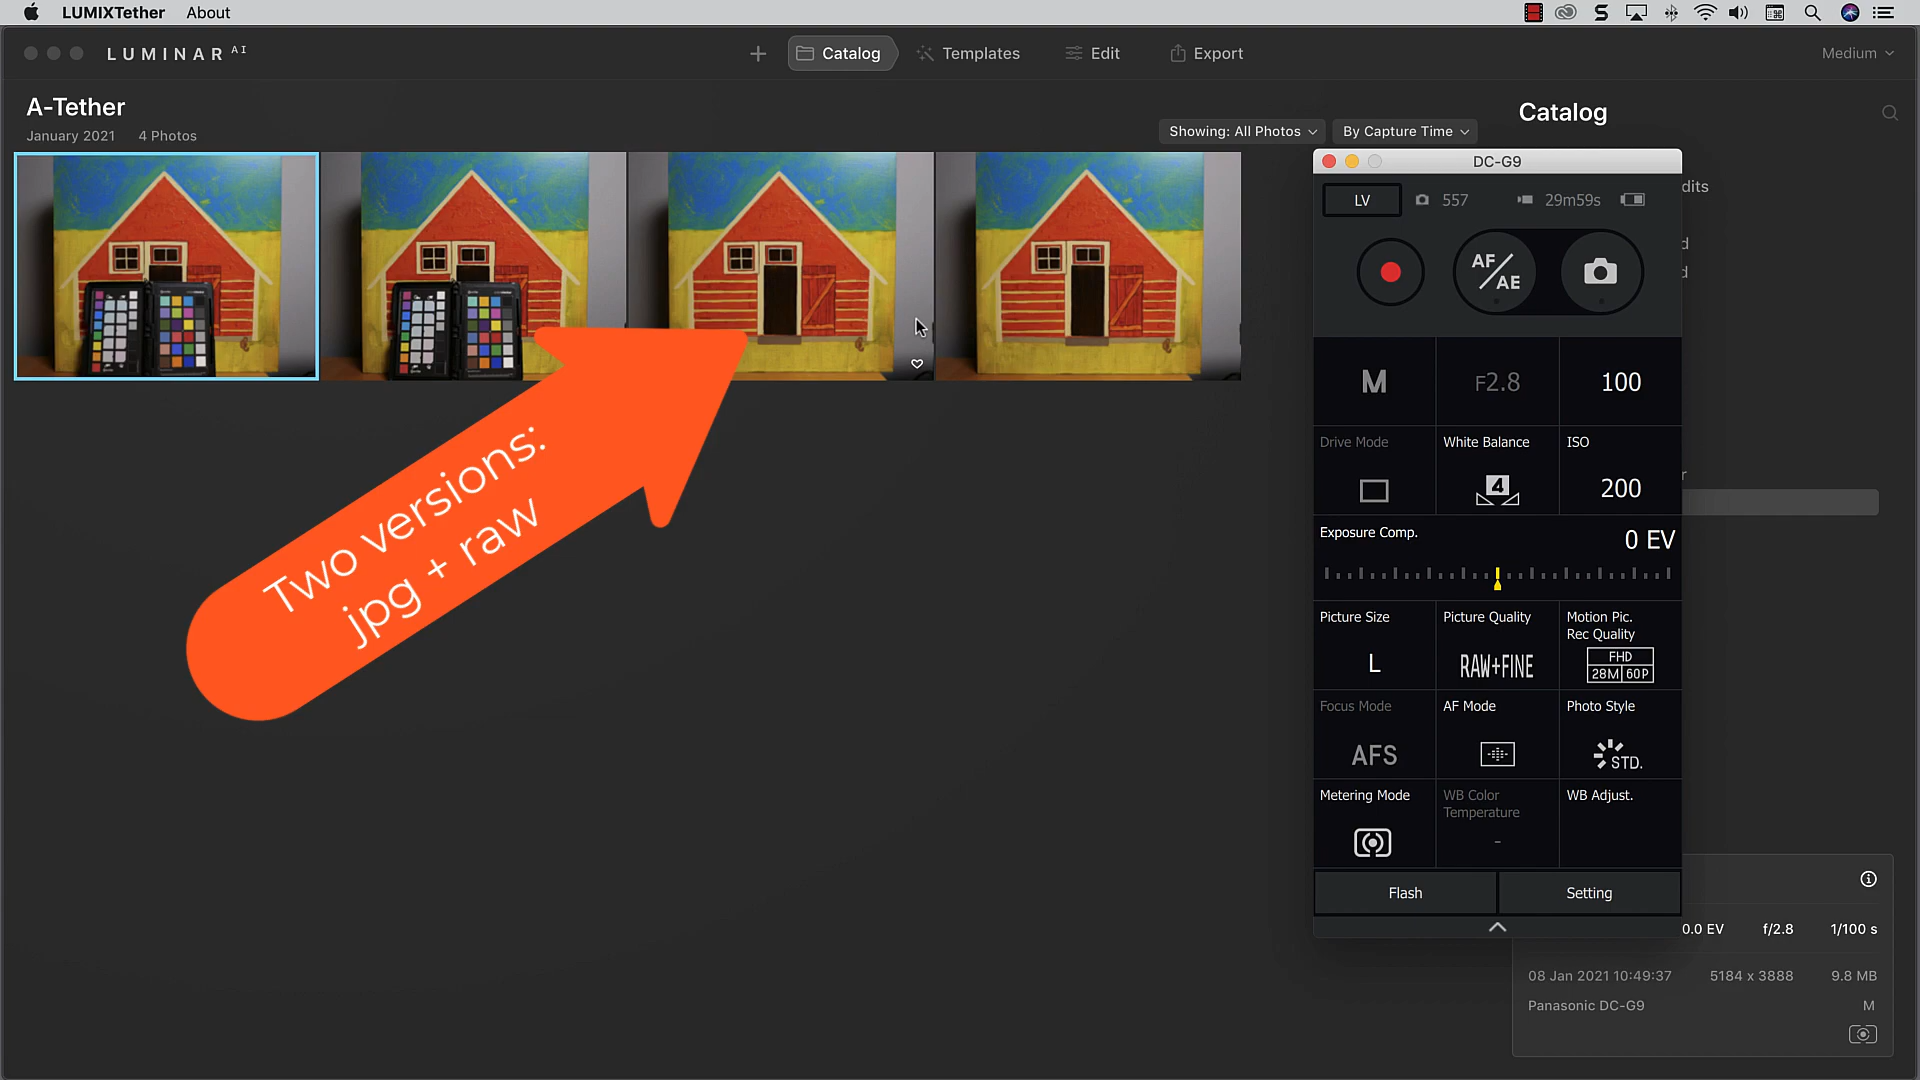 LUMIXTether About
LUMINAR AI
Catalog
Templates
Edit
Export
Medium
A-Tether
January 2021 4 Photos
Showing: All Photos
By Capture Time
Catalog
dits
d
d
r
Two versions:
jpg + raw
DC-G9
LV
557
29m59s
AF/AE
M
F2.8
100
Drive Mode
White Balance
4
ISO
200
Exposure Comp.
0 EV
Picture Size
L
Picture Quality
RAW+FINE
Motion Pic.
Rec Quality
FHD
28M 60P
Focus Mode
AFS
AF Mode
Photo Style
STD.
Metering Mode
WB Color
Temperature
-
WB Adjust.
Flash
Setting
0.0 EV f/2.8 1/100 s
08 Jan 2021 10:49:37 5184 x 3888 9.8 MB
Panasonic DC-G9 M